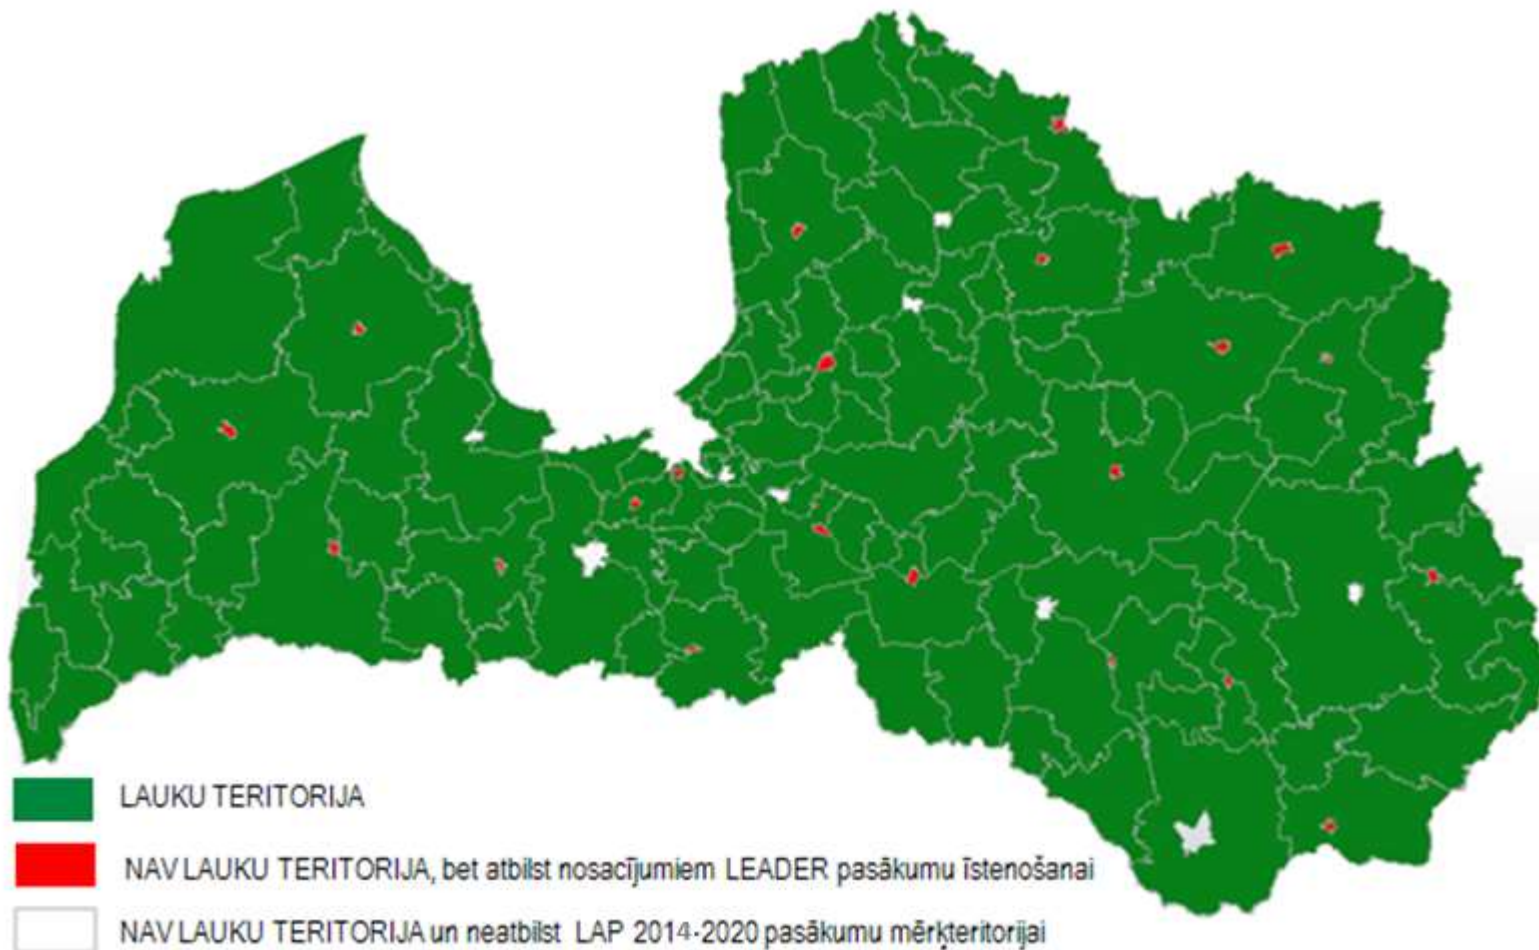 LAUKU TERITORIJA
NAV LAUKU TERITORIJA, bet atbilst nosacījumiem LEADER pasākumu īstenošanai
NAV LAUKU TERITORIJA un neatbilst LAP 2014-2020 pasākumu mērķteritorijai